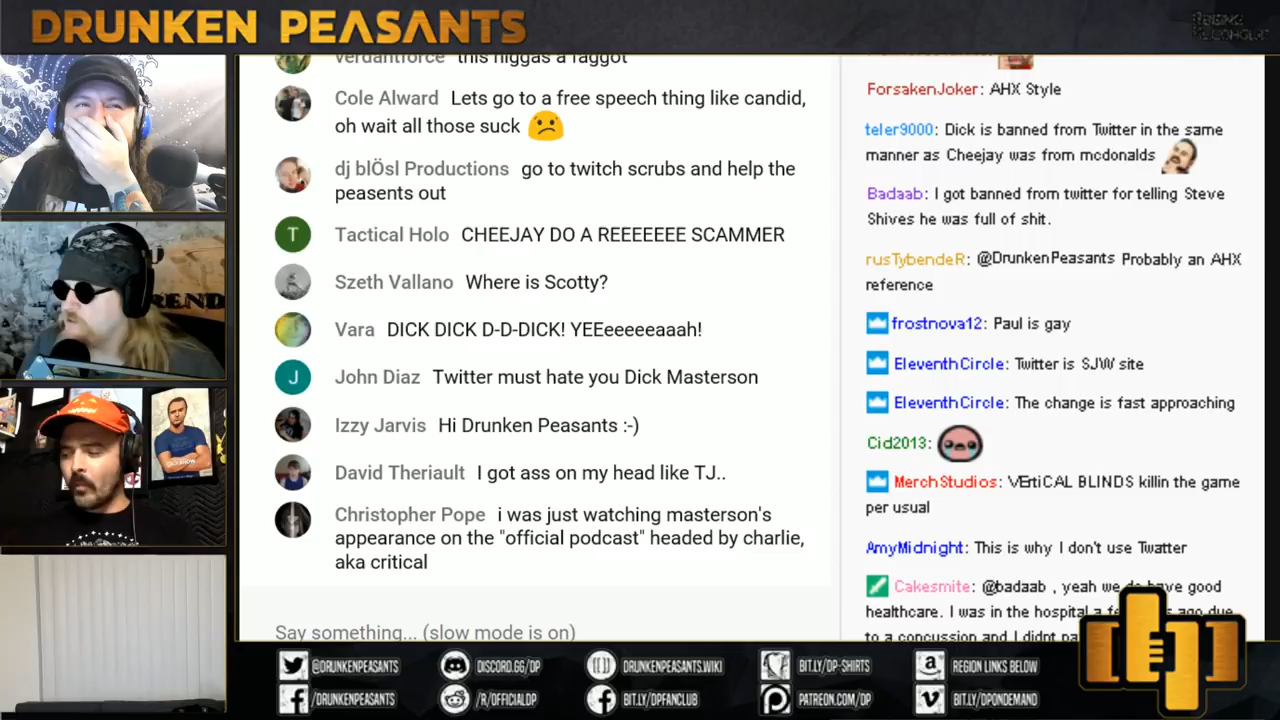 DRUNKEN PEASANTS
verdantforce this niggas a faggot
Cole Alward Lets go to a free speech thing like candid,
oh wait all those suck
dj blÖsl Productions go to twitch scrubs and help the
peasents out
Tactical Holo CHEEJAY DO A REEEEEEE SCAMMER
Szeth Vallano Where is Scotty?
Vara DICK DICK D-D-DICK! YEEeeeeeaaah!
John Diaz Twitter must hate you Dick Masterson
Izzy Jarvis Hi Drunken Peasants :-)
David Theriault I got ass on my head like TJ..
Christopher Pope i was just watching masterson's
appearance on the "official podcast" headed by charlie,
aka critical
Say something... (slow mode is on)
ForsakenJoker: AHX Style
teler9000: Dick is banned from Twitter in the same
manner as Cheejay was from mcdonalds
Badaab: I got banned from twitter for telling Steve
Shives he was full of shit.
rusTybendeR: @DrunkenPeasants Probably an AHX
reference
frostnova12: Paul is gay
EleventhCircle: Twitter is SJW site
EleventhCircle: The change is fast approaching
Cid2013:
MerchStudios: VErtiCAL BLINDS killin the game
per usual
AmyMidnight: This is why I don't use Twatter
Cakesmite: @badaab , yeah we do have good
healthcare. I was in the hospital a ago due
to a concussion and I didnt
@DRUNKENPEASANTS
DISCORD.GG/DP
DRUNKENPEASANTS.WIKI
BIT.LY/DP-SHIRTS
REGION LINKS BELOW
/DRUNKENPEASANTS
/R/OFFICIALDP
BIT.LY/DPFANCLUB
PATREON.COM/DP
BIT.LY/DPONDEMAND